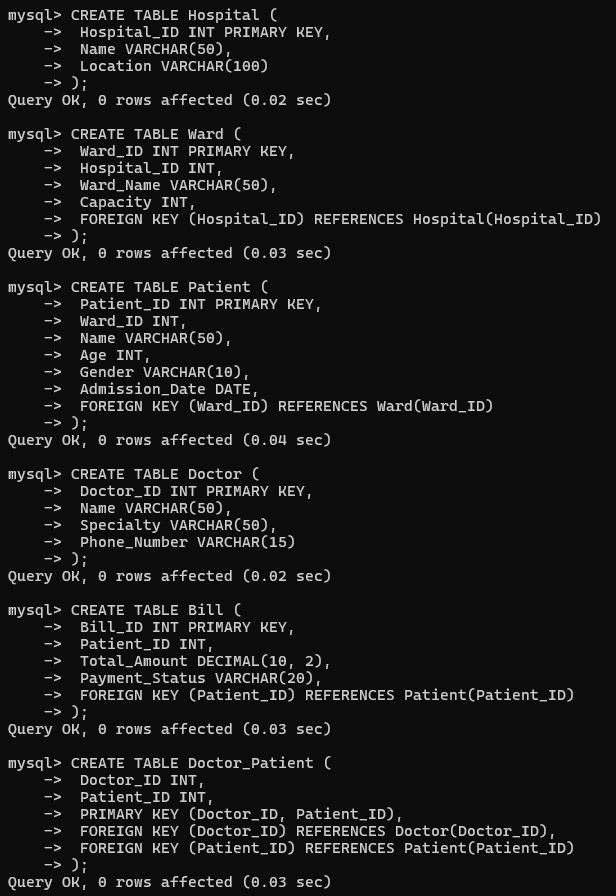 mysql> CREATE TABLE Hospital (
    ->  Hospital_ID INT PRIMARY KEY,
    ->  Name VARCHAR(50),
    ->  Location VARCHAR(100)
    -> );
Query OK, 0 rows affected (0.02 sec)

mysql> CREATE TABLE Ward (
    ->  Ward_ID INT PRIMARY KEY,
    ->  Hospital_ID INT,
    ->  Ward_Name VARCHAR(50),
    ->  Capacity INT,
    ->  FOREIGN KEY (Hospital_ID) REFERENCES Hospital(Hospital_ID)
    -> );
Query OK, 0 rows affected (0.03 sec)

mysql> CREATE TABLE Patient (
    ->  Patient_ID INT PRIMARY KEY,
    ->  Ward_ID INT,
    ->  Name VARCHAR(50),
    ->  Age INT,
    ->  Gender VARCHAR(10),
    ->  Admission_Date DATE,
    ->  FOREIGN KEY (Ward_ID) REFERENCES Ward(Ward_ID)
    -> );
Query OK, 0 rows affected (0.04 sec)

mysql> CREATE TABLE Doctor (
    ->  Doctor_ID INT PRIMARY KEY,
    ->  Name VARCHAR(50),
    ->  Specialty VARCHAR(50),
    ->  Phone_Number VARCHAR(15)
    -> );
Query OK, 0 rows affected (0.02 sec)

mysql> CREATE TABLE Bill (
    ->  Bill_ID INT PRIMARY KEY,
    ->  Patient_ID INT,
    ->  Total_Amount DECIMAL(10, 2),
    ->  Payment_Status VARCHAR(20),
    ->  FOREIGN KEY (Patient_ID) REFERENCES Patient(Patient_ID)
    -> );
Query OK, 0 rows affected (0.03 sec)

mysql> CREATE TABLE Doctor_Patient (
    ->  Doctor_ID INT,
    ->  Patient_ID INT,
    ->  PRIMARY KEY (Doctor_ID, Patient_ID),
    ->  FOREIGN KEY (Doctor_ID) REFERENCES Doctor(Doctor_ID),
    ->  FOREIGN KEY (Patient_ID) REFERENCES Patient(Patient_ID)
    -> );
Query OK, 0 rows affected (0.03 sec)